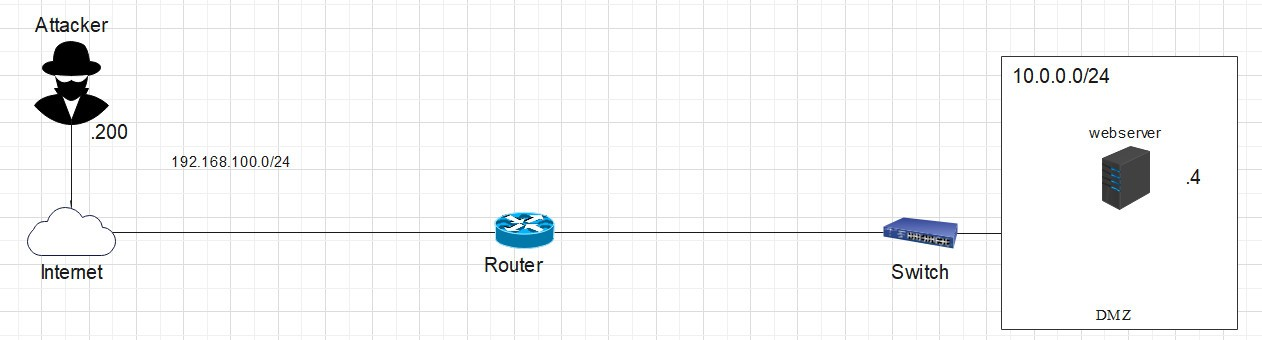 Attacker
.200
192.168.100.0/24
Internet
Router
Switch
10.0.0.0/24
webserver
.4
DMZ